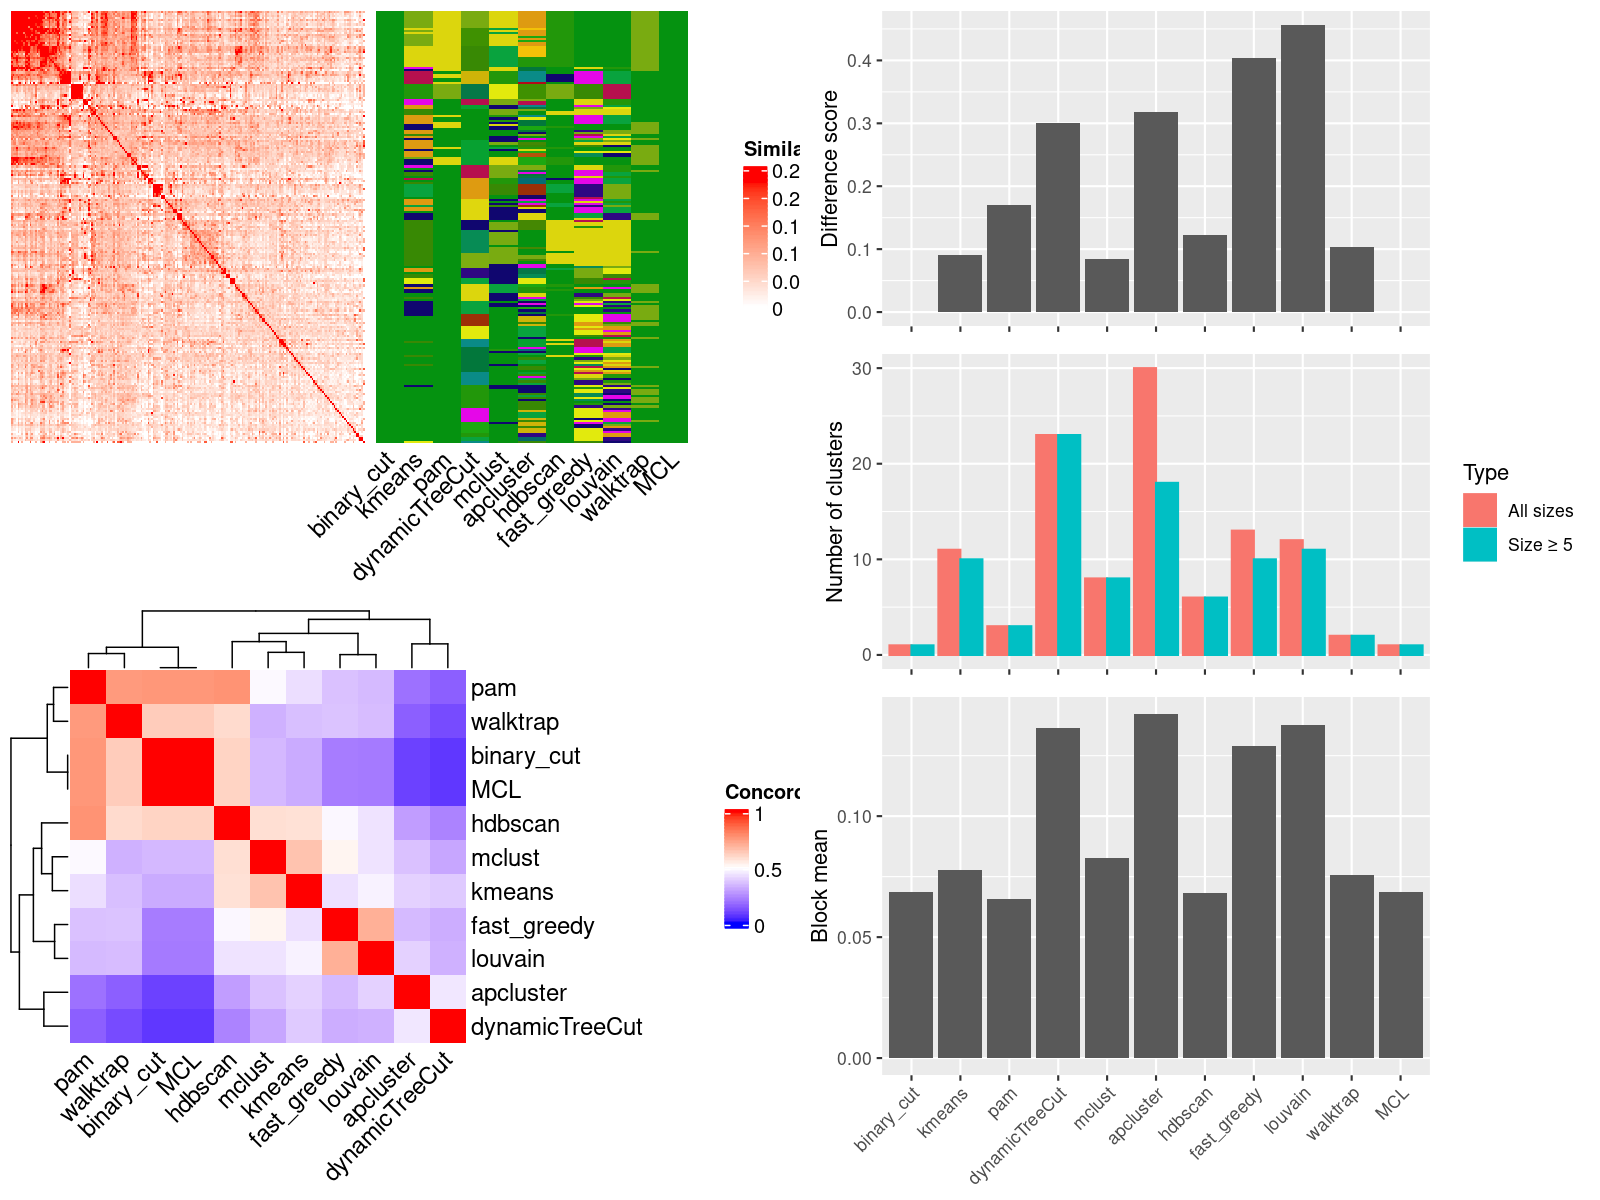 Simila
0.2
0.2
0.1
0.1
0.0
0
binary_cut
kmeans
pam
dynamicTreeCut
mclust
apcluster
hdbscan
fast_greedy
louvain
walktrap
MCL
pam
walktrap
binary_cut
MCL
hdbscan
mclust
kmeans
fast_greedy
louvain
apcluster
dynamicTreeCut
pam
walktrap
binary_cut
MCL
hdbscan
mclust
kmeans
fast_greedy
louvain
apcluster
dynamicTreeCut
Concord
1
0.5
0
Difference score
0.4
0.3
0.2
0.1
0.0
Number of clusters
30
20
10
0
Type
All sizes
Size ≥ 5
Block mean
0.10
0.05
0.00
binary_cut
kmeans
pam
dynamicTreeCut
mclust
apcluster
hdbscan
fast_greedy
louvain
walktrap
MCL